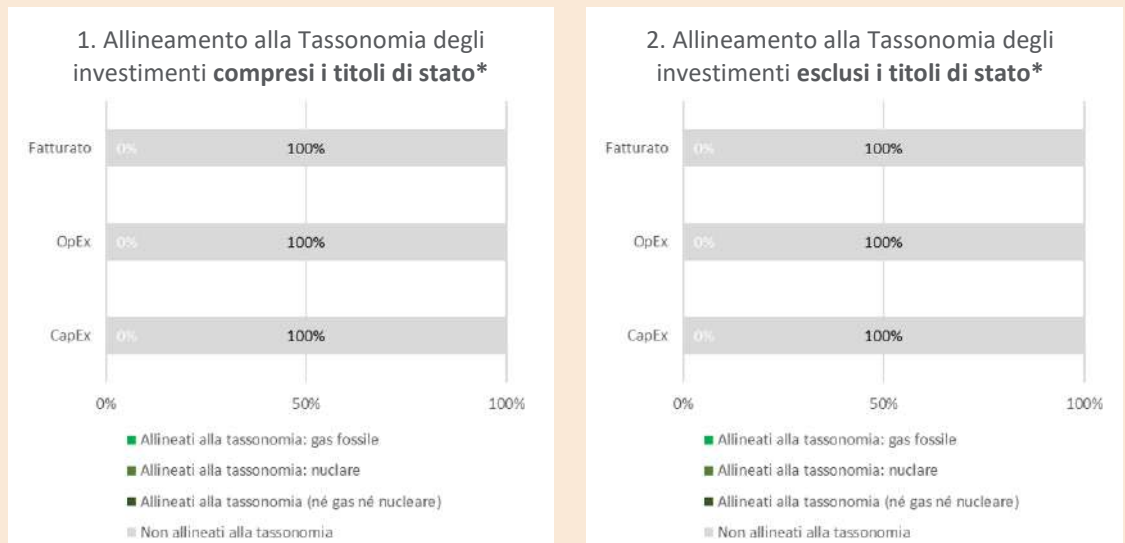 1. Allineamento alla Tassonomia degli
investimenti compresi i titoli di stato*
Fatturato
0%
100%
OpEx
0%
100%
CapEx
0%
100%
0%
50%
100%
Allineati alla tassonomia: gas fossile
Allineati alla tassonomia: nuclare
Allineati alla tassonomia (né gas né nucleare)
Non allineati alla tassonomia
2. Allineamento alla Tassonomia degli
investimenti esclusi i titoli di stato*
Fatturato
0%
100%
OpEx
0%
100%
CapEx
0%
100%
0%
50%
100%
Allineati alla tassonomia: gas fossile
Allineati alla tassonomia: nuclare
Allineati alla tassonomia (né gas né nucleare)
Non allineati alla tassonomia